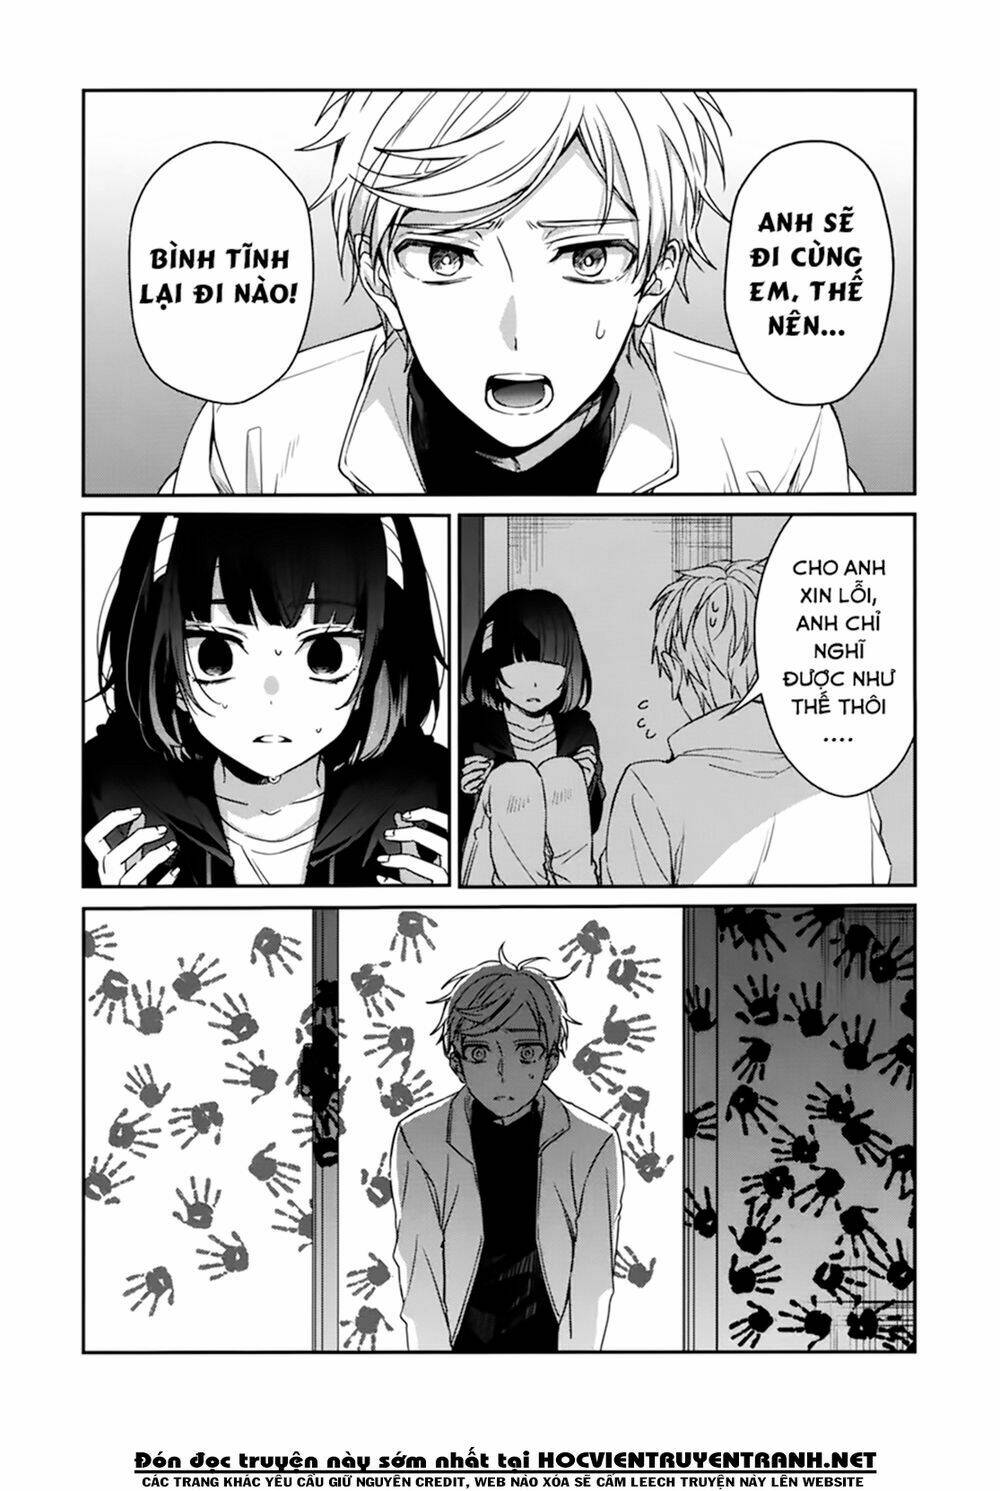 BÌNH TĨNH
LẠI ĐI NÀO!
ANH SẼ
ĐI CÙNG
EM, THẾ
NÊN...
CHO ANH
XIN LỖI,
ANH CHỈ
NGHĨ
ĐƯỢC NHƯ
THẾ THÔI
....
Đón đọc truyện này sớm nhất tại HOCVIENTRUYENTRANH.NET
CÁC TRANG KHÁC YÊU CẦU GIỮ NGUYÊN CREDIT, WEB NÀO XÓA SẼ CẤM LEECH TRUYỆN NÀY LÊN WEBSITE